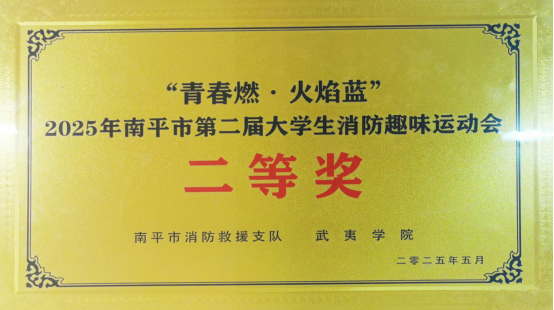 “青春燃·火焰蓝”
2025年南平市第二届大学生消防趣味运动会
二等奖
南平市消防救援支队 武夷学院
二零二五年五月